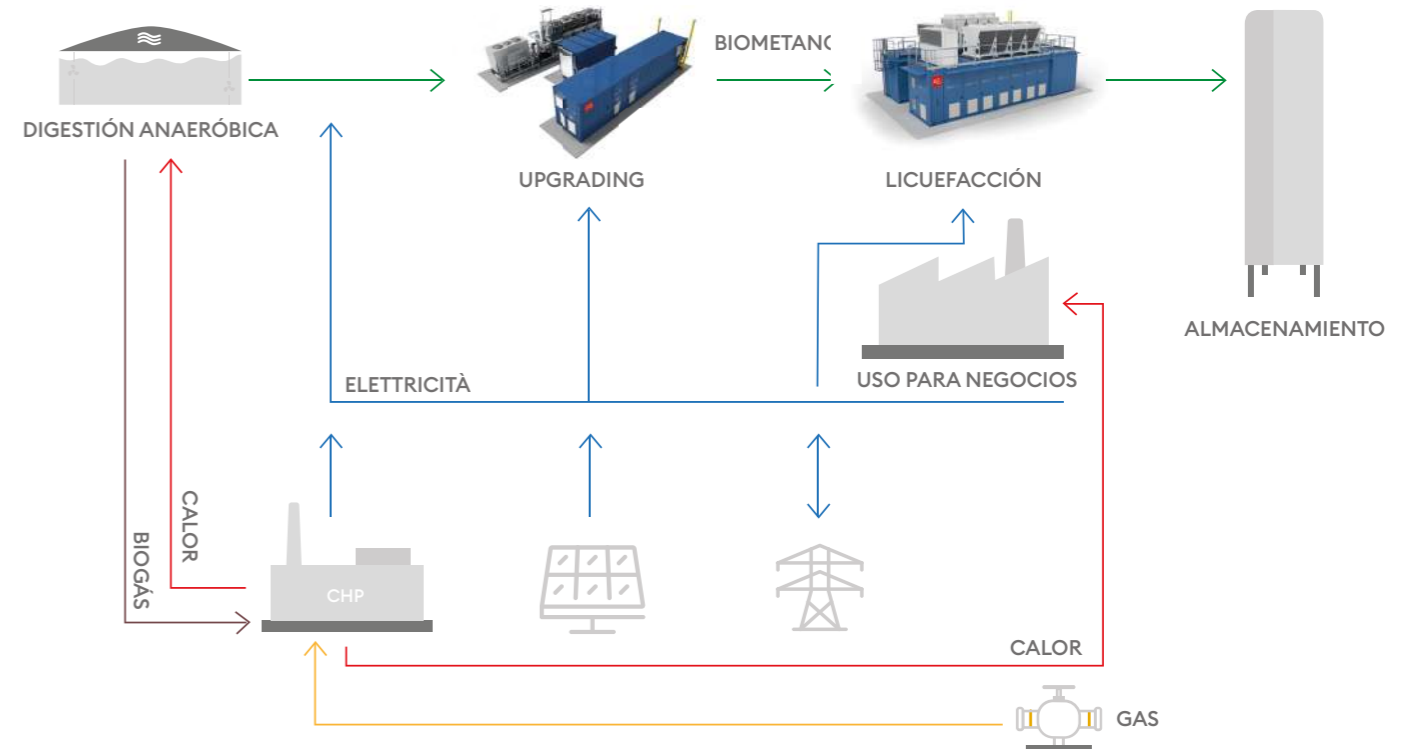 BIOMETANO
DIGESTIÓN ANAERÓBICA
UPGRADING
LICUEFACCIÓN
ALMACENAMIENTO
ELETTRICITÀ
USO PARA NEGOCIOS
CALOR
BIOGÁS
CHP
CALOR
GAS